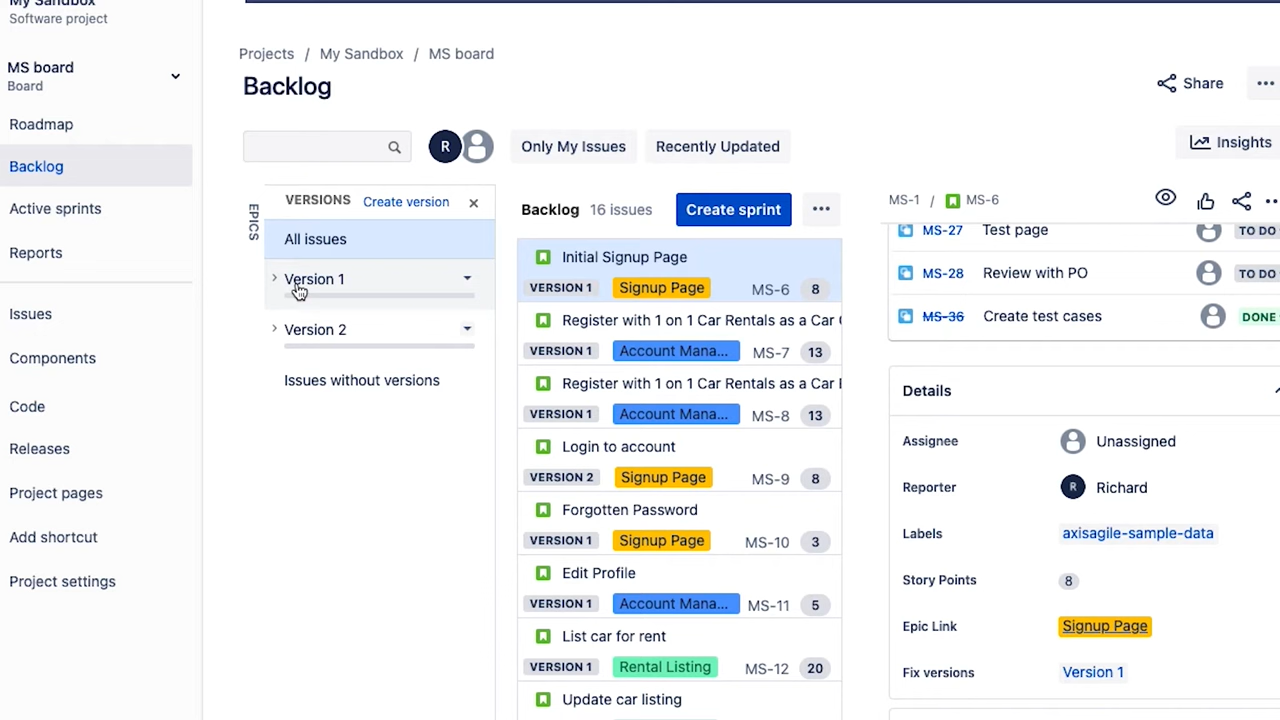 My Sandbox
Software project
MS board
Board
Roadmap
Backlog
Active sprints
Reports
Issues
Components
Code
Releases
Project pages
Add shortcut
Project settings
Projects / My Sandbox / MS board
Backlog
Share
R
Only My Issues
Recently Updated
Insights
EPICS
VERSIONS
Create version
All issues
Version 1
Version 2
Issues without versions
Backlog 16 issues
Create sprint
Initial Signup Page
VERSION 1 Signup Page MS-6 8
Register with 1 on 1 Car Rentals as a Car
VERSION 1 Account Mana... MS-7 13
Register with 1 on 1 Car Rentals as a Car
VERSION 1 Account Mana... MS-8 13
Login to account
VERSION 2 Signup Page MS-9 8
Forgotten Password
VERSION 1 Signup Page MS-10 3
Edit Profile
VERSION 1 Account Mana... MS-11 5
List car for rent
VERSION 1 Rental Listing MS-12 20
Update car listing
MS-1 / MS-6
MS-27 Test page TO DO
MS-28 Review with PO TO DO
MS-36 Create test cases DONE
Details
Assignee Unassigned
Reporter R Richard
Labels axisagile-sample-data
Story Points 8
Epic Link Signup Page
Fix versions Version 1